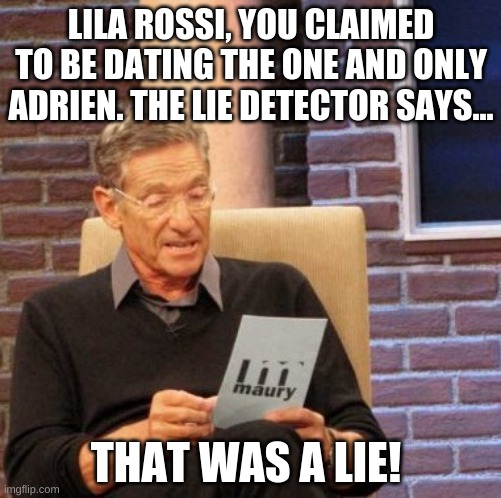 LILA ROSSI, YOU CLAIMED
TO BE DATING THE ONE AND ONLY
ADRIEN. THE LIE DETECTOR SAYS...
maury
THAT WAS A LIE!
imgflip.com